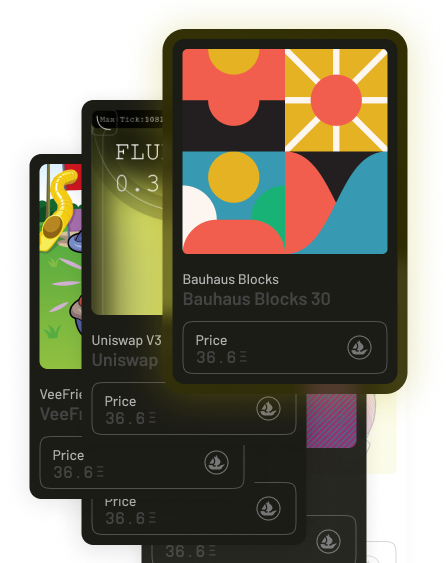 Max Tick:
FLU
0.3
Bauhaus Blocks
Bauhaus Blocks 30
Price
36.6
Uniswap V3
Uniswap
Price
36.6
VeeFrie
VeeF
Price
36.6
Price
36.6
36.6